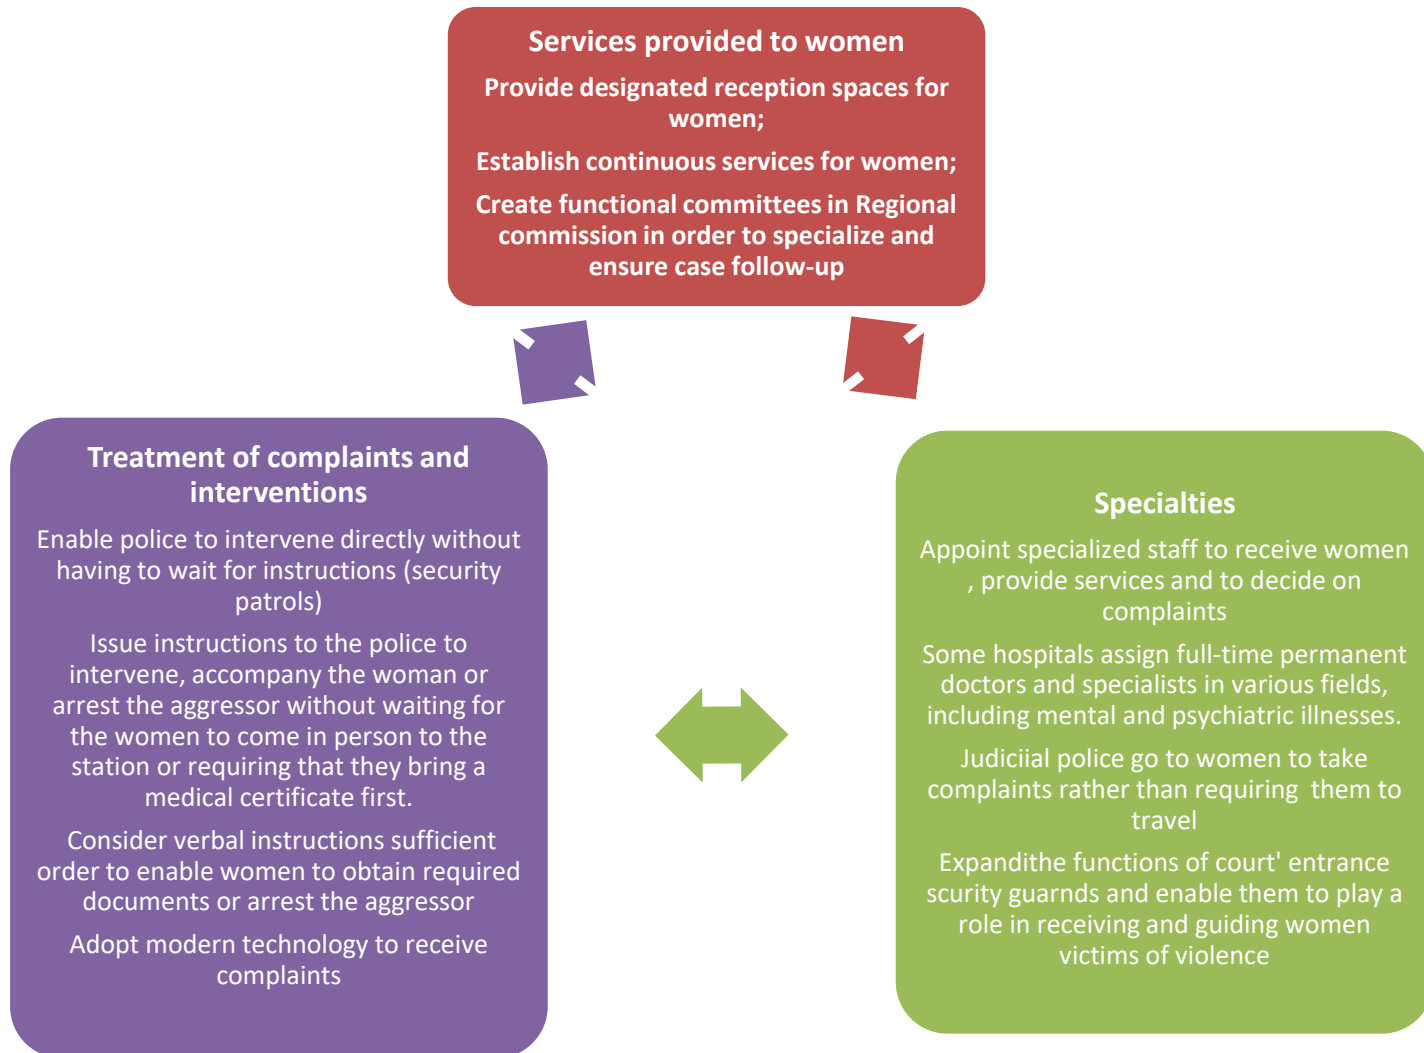 Services provided to women
Provide designated reception spaces for
women;
Establish continuous services for women;
Create functional committees in Regional
commission in order to specialize and
ensure case follow-up
Treatment of complaints and
interventions
Enable police to intervene directly without
having to wait for instructions (security
patrols)
Issue instructions to the police to
intervene, accompany the woman or
arrest the aggressor without waiting for
the women to come in person to the
station or requiring that they bring a
medical certificate first.
Consider verbal instructions sufficient
order to enable women to obtain required
documents or arrest the aggressor
Adopt modern technology to receive
complaints
Specialties
Appoint specialized staff to receive women
, provide services and to decide on
complaints
Some hospitals assign full-time permanent
doctors and specialists in various fields,
including mental and psychiatric illnesses.
Judiciial police go to women to take
complaints rather than requiring  them to
travel
Expandithe functions of court' entrance
scurity guarnds and enable them to play a
role in receiving and guiding women
victims of violence